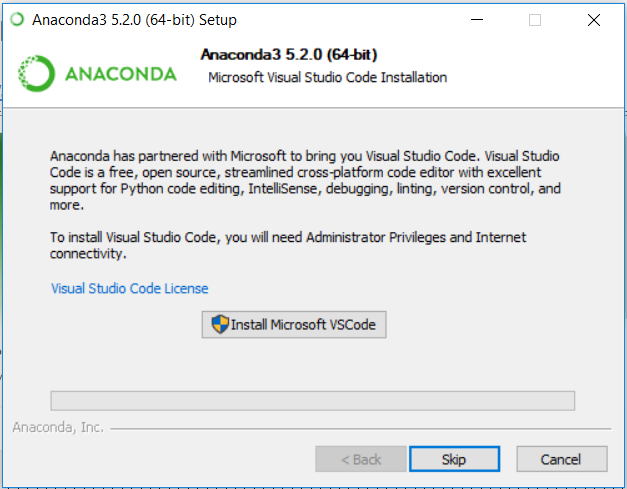 Anaconda3 5.2.0 (64-bit) Setup
Anaconda3 5.2.0 (64-bit)
ANACONDA
Microsoft Visual Studio Code Installation
Anaconda has partnered with Microsoft to bring you Visual Studio Code. Visual Studio
Code is a free, open source, streamlined cross-platform code editor with excellent
support for Python code editing, IntelliSense, debugging, linting, version control, and
more.
To install Visual Studio Code, you will need Administrator Privileges and Internet
connectivity.
Visual Studio Code License
Install Microsoft VSCode
Anaconda, Inc.
< Back
Skip
Cancel